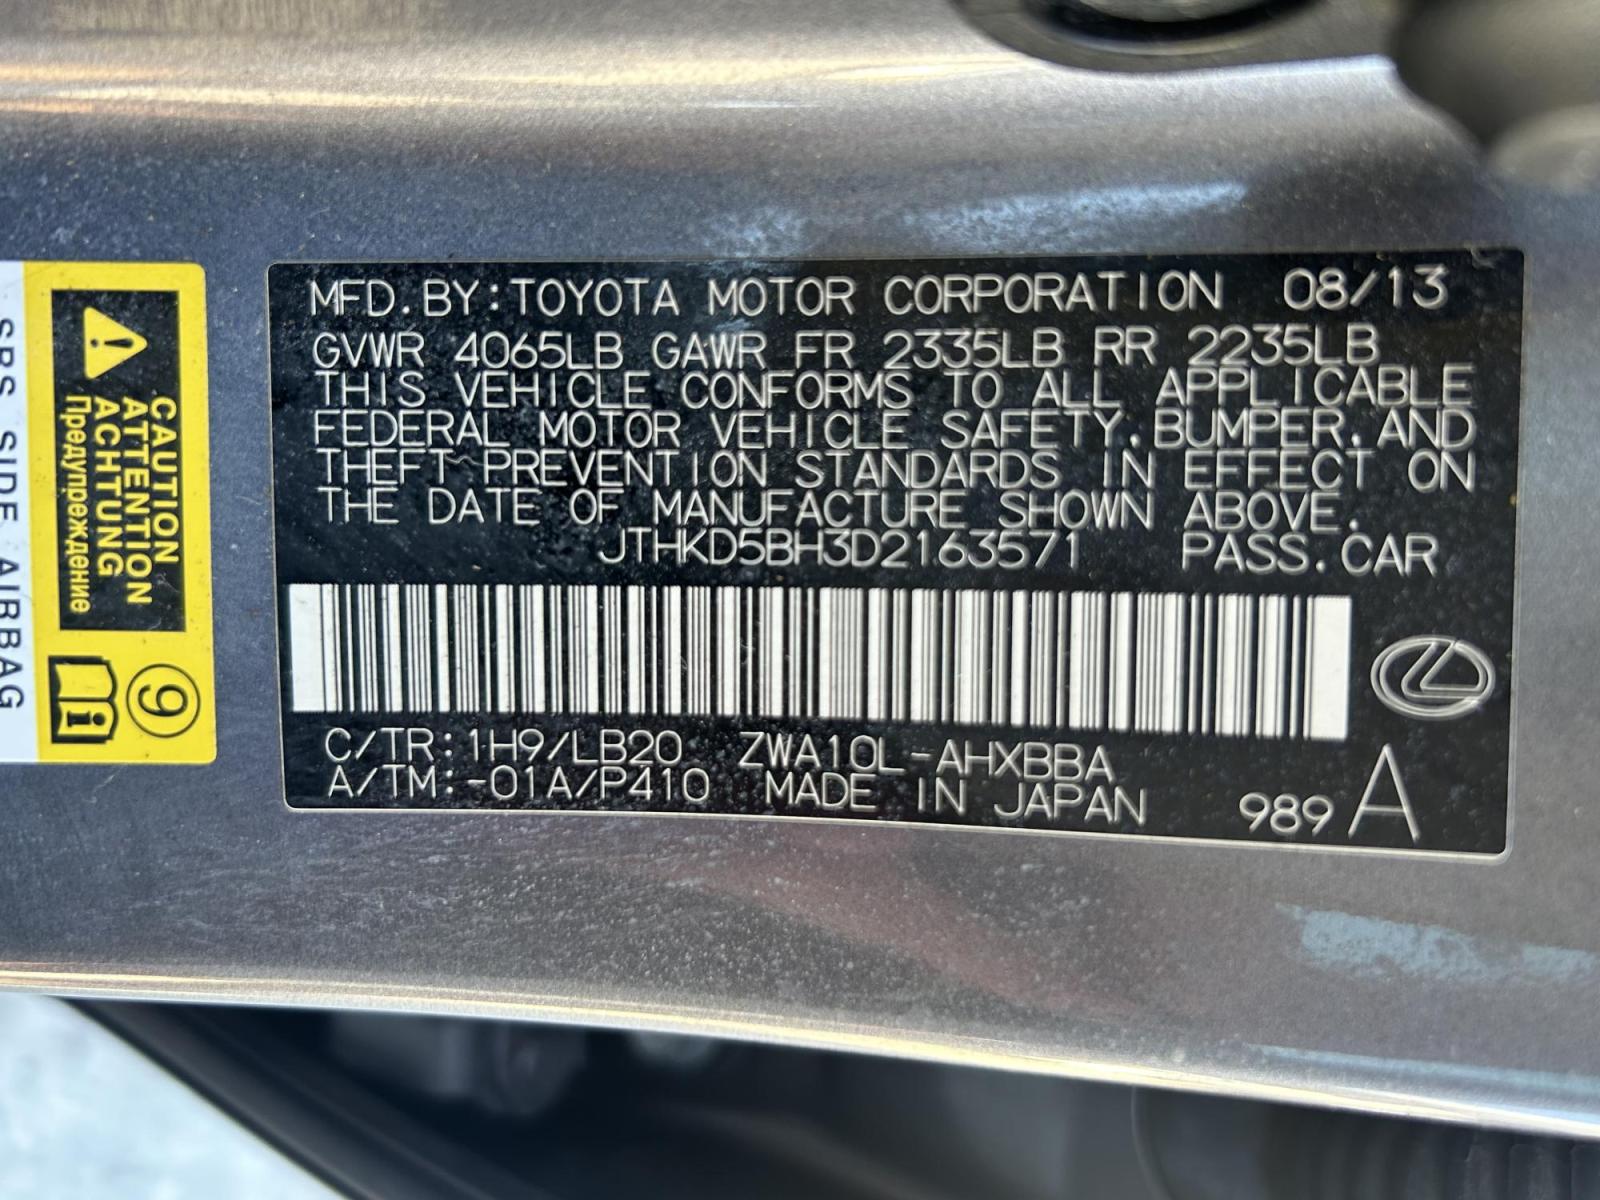 MFD. BY:TOYOTA MOTOR CORPORATION 08/13
GVWR 4065LB GAWR FR 2335LB RR 2235LB
THIS VEHICLE CONFORMS TO ALL APPLICABLE
FEDERAL MOTOR VEHICLE SAFETY, BUMPER, AND
THEFT PREVENTION STANDARDS IN EFFECT ON
THE DATE OF MANUFACTURE SHOWN ABOVE.
JTHKD5BH3D2163571 PASS. CAR
C/TR:1H9/LB20 ZWA10L-AHXBBA
A/TM:-01A/P410 MADE IN JAPAN
989 A
CAUTION
ATTENTION
ACHTUNG
Предупреждение
9
i
SRS SIDE AIRBAG